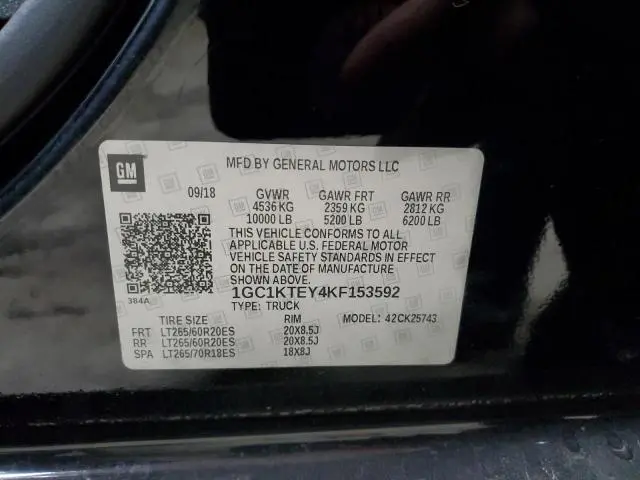 GM
MFD BY GENERAL MOTORS LLC
09/18 GVWR GAWR FRT GAWR RR
4536 KG 2359 KG 2812 KG
10000 LB 5200 LB 6200 LB
THIS VEHICLE CONFORMS TO ALL
APPLICABLE U.S. FEDERAL MOTOR
VEHICLE SAFETY STANDARDS IN EFFECT
ON THE DATE OF MANUFACTURE
SHOWN ABOVE.
384A
1GC1KTEY4KF153592
TYPE: TRUCK
TIRE SIZE RIM MODEL: 42CK25743
FRT LT265/60R20ES 20X8.5J
RR LT265/60R20ES 20X8.5J
SPA LT265/70R18ES 18X8J